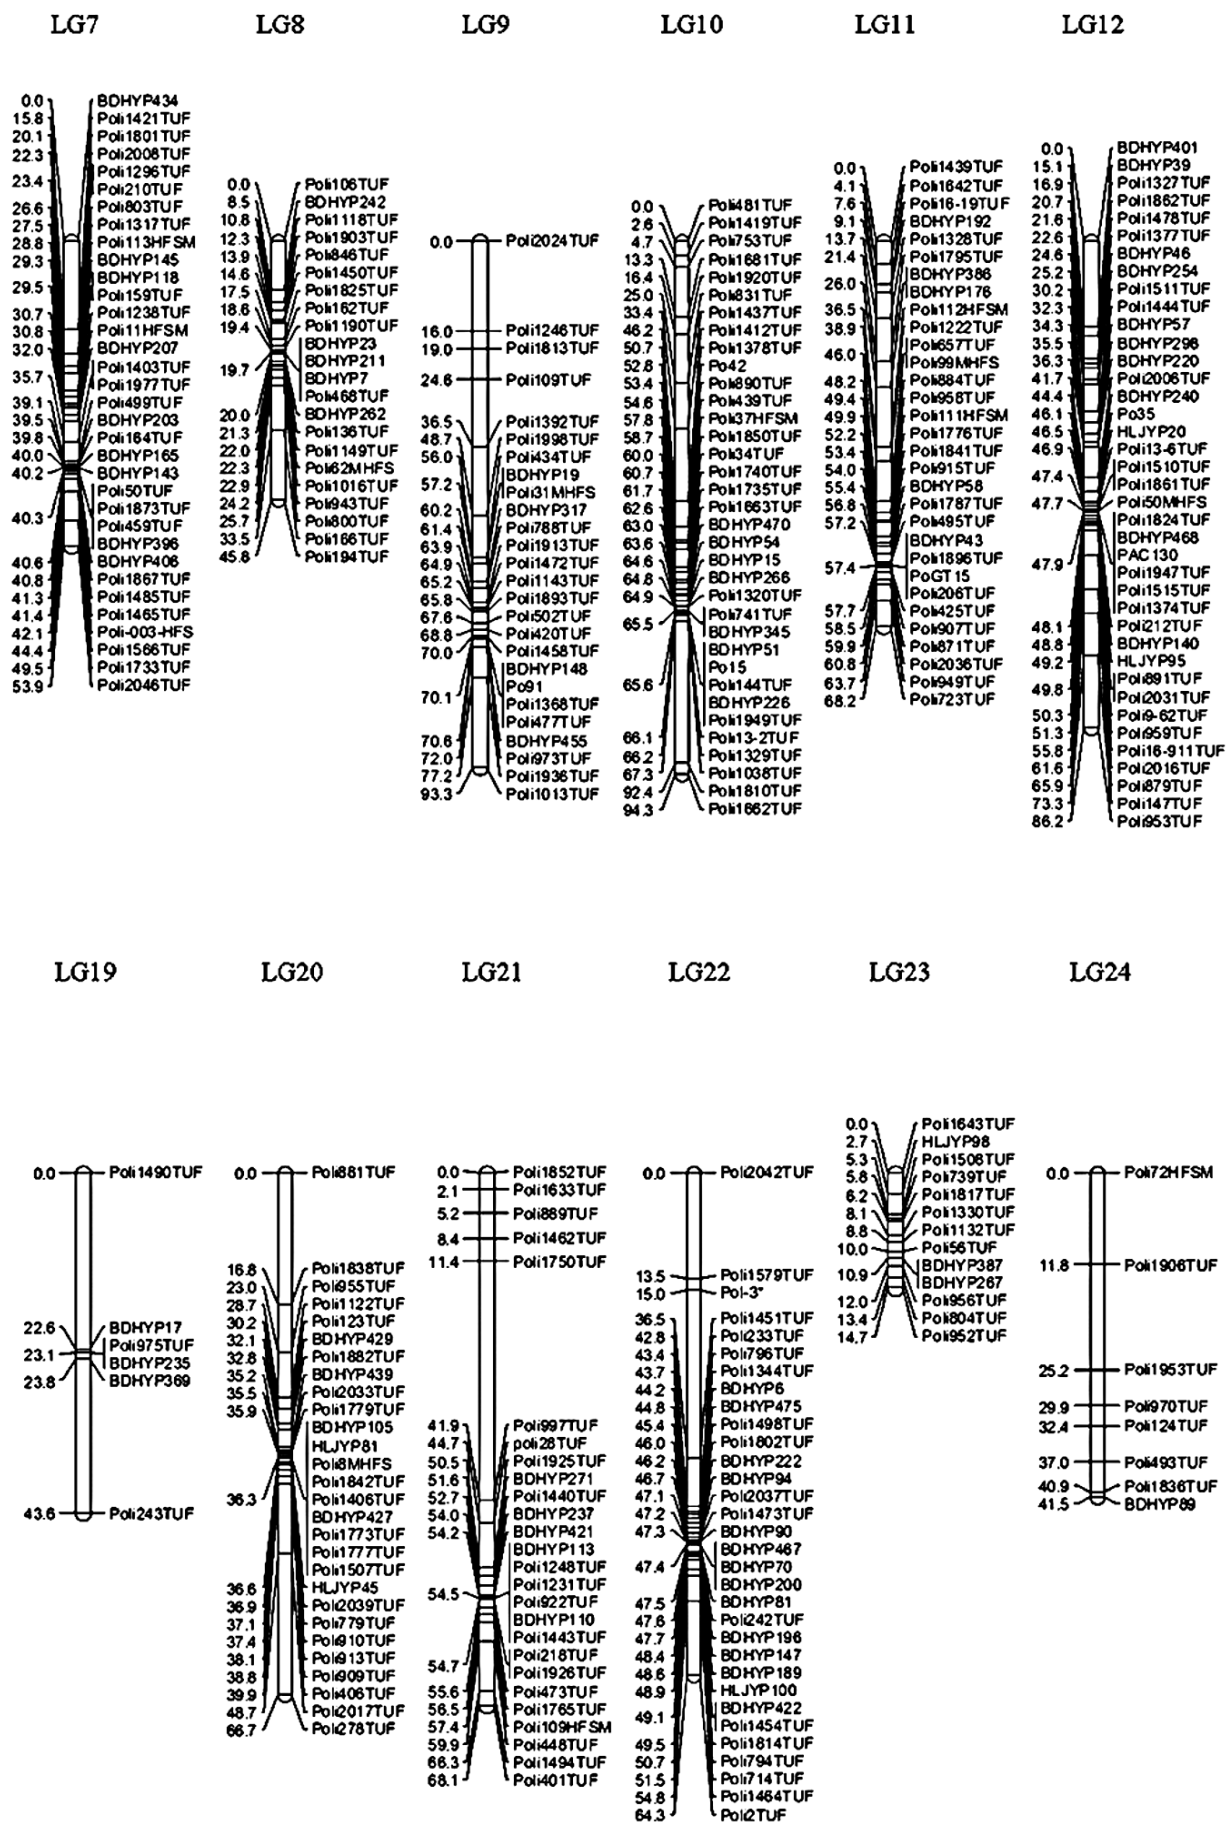 LG7
0.0 BDHYP434
15.8 Poli1421TUF
20.1 Poli1801TUF
22.3 Poli2008TUF
23.4 Poli1296TUF
Poli210TUF
26.6 Poli803TUF
27.5 Poli1317TUF
28.8 Poli113HFSM
29.3 BDHYP145
29.5 BDHYP118
Poli159TUF
30.7 Poli1238TUF
30.8 Poli11HFSM
32.0 BDHYP207
35.7 Poli1403TUF
Poli1977TUF
39.1 Poli499TUF
39.5 BDHYP203
39.8 Poli164TUF
40.0 BDHYP165
40.2 BDHYP143
40.3 Poli50TUF
Poli1873TUF
Poli459TUF
BDHYP396
40.6 BDHYP406
40.8 Poli1867TUF
41.3 Poli1485TUF
41.4 Poli1465TUF
42.1 Poli-003-HFS
44.4 Poli1566TUF
49.5 Poli1733TUF
53.9 Poli2046TUF
LG8
0.0 Poli106TUF
8.5 BDHYP242
10.8 Poli1118TUF
12.3 Poli1903TUF
13.9 Poli846TUF
14.6 Poli1450TUF
17.5 Poli1825TUF
18.6 Poli162TUF
19.4 Poli1190TUF
19.7 BDHYP23
BDHYP211
BDHYP7
Poli468TUF
20.0 BDHYP262
21.3 Poli136TUF
22.0 Poli1149TUF
22.3 Poli62MHFS
22.9 Poli1016TUF
24.2 Poli943TUF
25.7 Poli800TUF
33.5 Poli166TUF
45.8 Poli194TUF
LG9
0.0 Poli2024TUF
16.0 Poli1246TUF
19.0 Poli1813TUF
24.6 Poli109TUF
36.5 Poli1392TUF
48.7 Poli1998TUF
56.0 Poli434TUF
57.2 BDHYP19
Poli31MHFS
60.2 BDHYP317
61.4 Poli788TUF
63.9 Poli1913TUF
64.9 Poli1472TUF
65.2 Poli1143TUF
65.8 Poli1893TUF
67.6 Poli502TUF
68.8 Poli420TUF
70.0 Poli1458TUF
70.1 BDHYP148
Po91
Poli1368TUF
Poli477TUF
70.6 BDHYP455
72.0 Poli973TUF
77.2 Poli1936TUF
93.3 Poli1013TUF
LG10
0.0 Poli481TUF
2.6 Poli1419TUF
4.7 Poli753TUF
13.3 Poli1681TUF
16.4 Poli1920TUF
25.0 Poli831TUF
33.4 Poli1437TUF
46.2 Poli1412TUF
50.7 Poli1378TUF
52.8 Po42
53.4 Poli890TUF
54.6 Poli439TUF
57.8 Poli37HFSM
58.7 Poli1850TUF
60.0 Poli34TUF
60.7 Poli1740TUF
61.7 Poli1735TUF
62.6 Poli1663TUF
63.0 BDHYP470
63.6 BDHYP54
64.6 BDHYP15
64.8 BDHYP266
64.9 Poli1320TUF
65.5 Poli741TUF
BDHYP345
65.6 BDHYP51
Po15
Poli144TUF
BDHYP226
Poli1949TUF
66.1 Poli13-2TUF
66.2 Poli1329TUF
67.3 Poli1038TUF
92.4 Poli1810TUF
94.3 Poli1662TUF
LG11
0.0 Poli1439TUF
4.1 Poli1642TUF
7.6 Poli16-19TUF
9.1 BDHYP192
13.7 Poli1328TUF
21.4 Poli1795TUF
26.0 BDHYP386
BDHYP176
36.5 Poli112HFSM
38.9 Poli1222TUF
46.0 Poli657TUF
Poli99MHFS
48.2 Poli884TUF
49.4 Poli958TUF
49.9 Poli111HFSM
52.2 Poli1776TUF
53.4 Poli1841TUF
54.0 Poli915TUF
55.4 BDHYP58
56.8 Poli1787TUF
57.2 Poli495TUF
57.4 BDHYP43
Poli1896TUF
PoGT15
Poli206TUF
57.7 Poli425TUF
58.5 Poli907TUF
59.9 Poli871TUF
60.8 Poli2036TUF
63.7 Poli949TUF
68.2 Poli723TUF
LG12
0.0 BDHYP401
15.1 BDHYP39
16.9 Poli1327TUF
20.7 Poli1862TUF
21.6 Poli1478TUF
22.6 Poli1377TUF
24.6 BDHYP46
25.2 BDHYP254
30.2 Poli1511TUF
32.3 Poli1444TUF
34.3 BDHYP57
35.5 BDHYP298
36.3 BDHYP220
41.7 Poli2006TUF
44.4 BDHYP240
46.1 Po35
46.5 HLJYP20
46.9 Poli13-6TUF
47.4 Poli1510TUF
Poli1861TUF
47.7 Poli50MHFS
47.9 Poli1824TUF
BDHYP468
PAC130
Poli1947TUF
Poli1515TUF
Poli1374TUF
48.1 Poli212TUF
48.8 BDHYP140
49.2 HLJYP95
49.8 Poli891TUF
Poli2031TUF
50.3 Poli9-62TUF
51.3 Poli959TUF
55.8 Poli16-911TUF
61.6 Poli2016TUF
65.9 Poli879TUF
73.3 Poli147TUF
86.2 Poli953TUF
LG19
0.0 Poli1490TUF
22.6 BDHYP17
23.1 Poli975TUF
BDHYP235
23.8 BDHYP369
43.6 Poli243TUF
LG20
0.0 Poli881TUF
16.8 Poli1838TUF
23.0 Poli955TUF
28.7 Poli1122TUF
30.2 Poli123TUF
32.1 BDHYP429
32.8 Poli1882TUF
35.2 BDHYP439
35.5 Poli2033TUF
35.9 Poli1779TUF
36.3 BDHYP105
HLJYP81
Poli8MHFS
Poli1842TUF
Poli1406TUF
BDHYP427
Poli1773TUF
Poli1777TUF
Poli1507TUF
36.6 HLJYP45
36.9 Poli2039TUF
37.1 Poli779TUF
37.4 Poli910TUF
38.1 Poli913TUF
38.8 Poli909TUF
39.9 Poli406TUF
48.7 Poli2017TUF
66.7 Poli278TUF
LG21
0.0 Poli1852TUF
2.1 Poli1633TUF
5.2 Poli889TUF
8.4 Poli1462TUF
11.4 Poli1750TUF
41.9 Poli997TUF
44.7 poli28TUF
50.5 Poli1925TUF
51.6 BDHYP271
52.7 Poli1440TUF
54.0 BDHYP237
54.2 BDHYP421
54.5 BDHYP113
Poli1248TUF
Poli1231TUF
Poli922TUF
BDHYP110
Poli1443TUF
54.7 Poli218TUF
Poli1926TUF
55.6 Poli473TUF
56.5 Poli1765TUF
57.4 Poli109HFSM
59.9 Poli448TUF
66.3 Poli1494TUF
68.1 Poli401TUF
LG22
0.0 Poli2042TUF
13.5 Poli1579TUF
15.0 Pol-3"
36.5 Poli1451TUF
42.8 Poli233TUF
43.4 Poli796TUF
43.7 Poli1344TUF
44.2 BDHYP6
44.8 BDHYP475
45.4 Poli1498TUF
46.0 Poli1802TUF
46.2 BDHYP222
46.7 BDHYP94
47.1 Poli2037TUF
47.2 Poli1473TUF
47.3 BDHYP90
47.4 BDHYP467
BDHYP70
BDHYP200
47.5 BDHYP81
47.6 Poli242TUF
47.7 BDHYP196
48.4 BDHYP147
48.6 BDHYP189
48.9 HLJYP100
49.1 BDHYP422
Poli1454TUF
49.5 Poli1814TUF
50.7 Poli794TUF
51.5 Poli714TUF
54.8 Poli1464TUF
64.3 Poli2TUF
LG23
0.0 Poli1643TUF
2.7 HLJYP98
5.3 Poli1508TUF
5.8 Poli739TUF
6.2 Poli1817TUF
8.1 Poli1330TUF
8.8 Poli1132TUF
10.0 Poli56TUF
10.9 BDHYP387
BDHYP267
12.0 Poli956TUF
13.4 Poli804TUF
14.7 Poli952TUF
LG24
0.0 Poli72HFSM
11.8 Poli1906TUF
25.2 Poli1953TUF
29.9 Poli970TUF
32.4 Poli124TUF
37.0 Poli493TUF
40.9 Poli1836TUF
41.5 BDHYP89